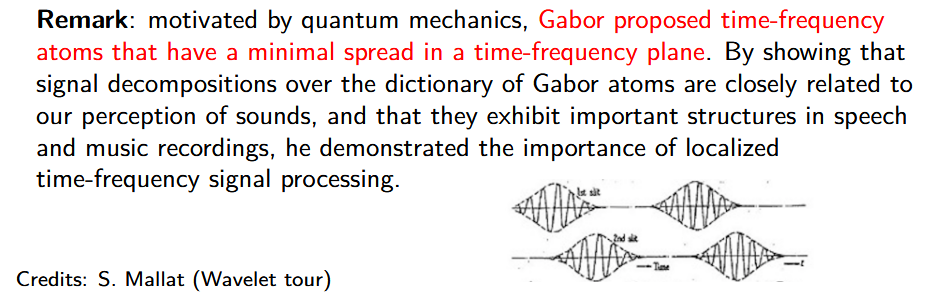 Remark: motivated by quantum mechanics, Gabor proposed time-frequency
atoms that have a minimal spread in a time-frequency plane. By showing that
signal decompositions over the dictionary of Gabor atoms are closely related to
our perception of sounds, and that they exhibit important structures in speech
and music recordings, he demonstrated the importance of localized
time-frequency signal processing.
1st slit
2nd slit
Time
t
Credits: S. Mallat (Wavelet tour)